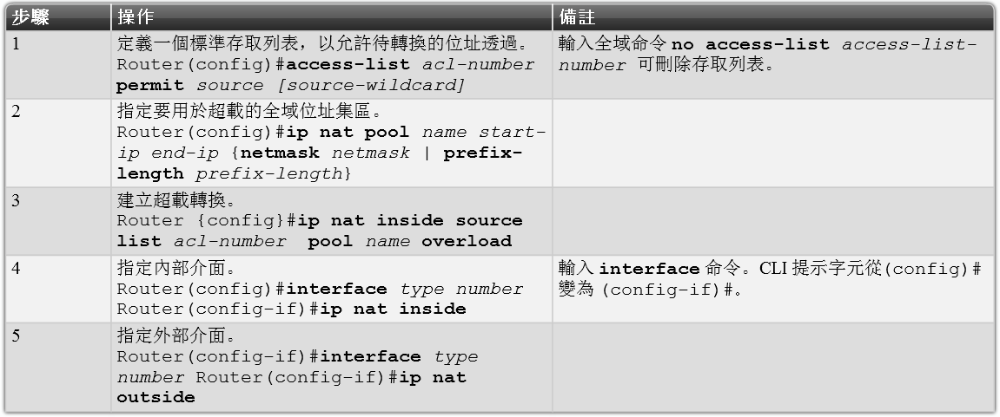 步驟 操作 備註
1 定義一個標準存取列表，以允許待轉換的位址透過。
Router(config)#access-list acl-number
permit source [source-wildcard]
輸入全域命令 no access-list access-list-
number 可刪除存取列表。
2 指定要用於超載的全域位址集區。
Router(config)#ip nat pool name start-
ip end-ip {netmask netmask | prefix-
length prefix-length}
3 建立超載轉換。
Router {config}#ip nat inside source
list acl-number pool name overload
4 指定內部介面。
Router(config)#interface type number
Router(config-if)#ip nat inside
輸入 interface 命令。CLI 提示字元從(config)#
變為 (config-if)#。
5 指定外部介面。
Router(config-if)#interface type
number Router(config-if)#ip nat
outside